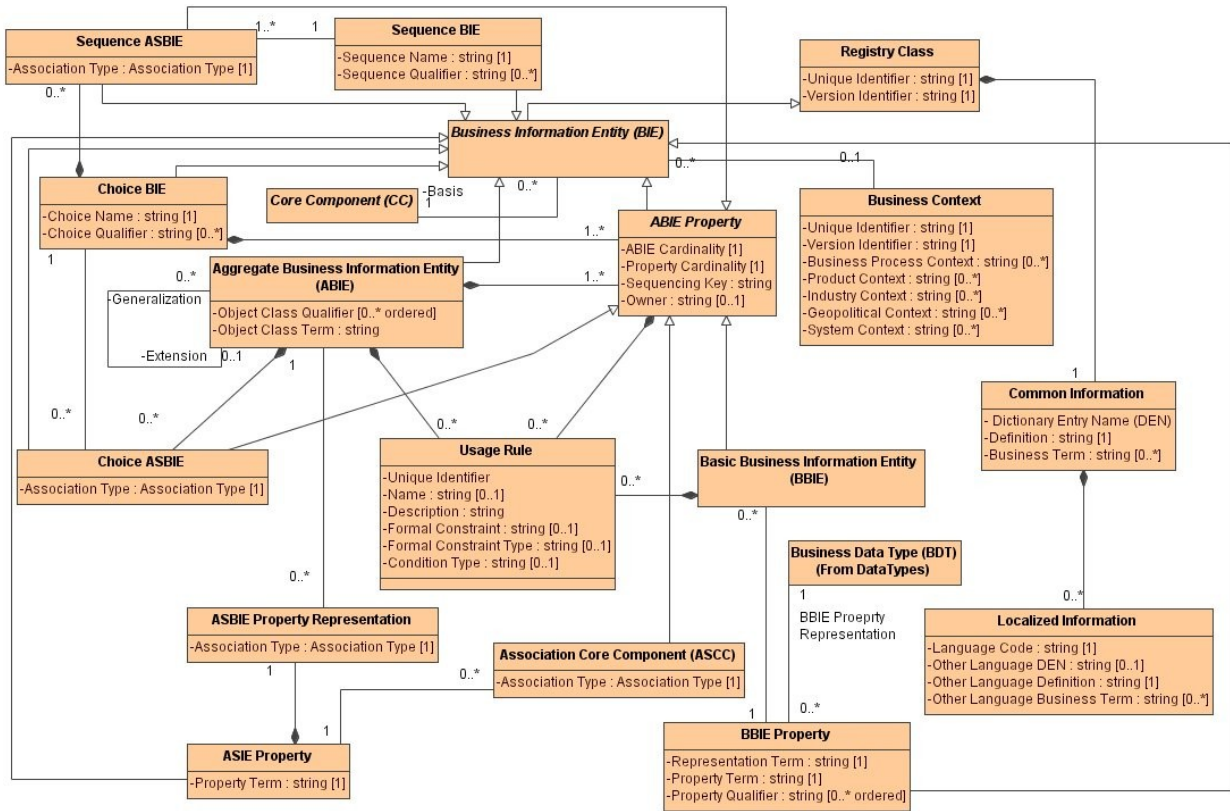 Sequence ASBIE
-Association Type : Association Type [1]
1..*
1
Sequence BIE
-Sequence Name : string [1]
-Sequence Qualifier : string [0..*]
Registry Class
-Unique Identifier : string [1]
-Version Identifier : string [1]
0..*
Business Information Entity (BIE)
0..*
0..1
Choice BIE
-Choice Name : string [1]
-Choice Qualifier : string [0..*]
1
Core Component (CC)
-Basis
1
0..*
ABIE Property
-ABIE Cardinality [1]
-Property Cardinality [1]
-Sequencing Key : string
-Owner : string [0..1]
1..*
1..*
Business Context
-Unique Identifier : string [1]
-Version Identifier : string [1]
-Business Process Context : string [0..*]
-Product Context : string [0..*]
-Industry Context : string [0..*]
-Geopolitical Context : string [0..*]
-System Context : string [0..*]
0..*
-Generalization
Aggregate Business Information Entity
(ABIE)
-Object Class Qualifier [0..* ordered]
-Object Class Term : string
-Extension
0..1
1
1
Common Information
- Dictionary Entry Name (DEN)
-Definition : string [1]
-Business Term : string [0..*]
0..*
0..*
0..*
0..*
Choice ASBIE
-Association Type : Association Type [1]
Usage Rule
-Unique Identifier
-Name : string [0..1]
-Description : string
-Formal Constraint : string [0..1]
-Formal Constraint Type : string [0..1]
-Condition Type : string [0..1]
0..*
Basic Business Information Entity
(BBIE)
0..*
Business Data Type (BDT)
(From DataTypes)
1
BBIE Proeprty
Representation
0..*
0..*
ASBIE Property Representation
-Association Type : Association Type [1]
1
0..*
Association Core Component (ASCC)
-Association Type : Association Type [1]
Localized Information
-Language Code : string [1]
-Other Language DEN : string [0..1]
-Other Language Definition : string [1]
-Other Language Business Term : string [0..*]
1
1
0..*
ASIE Property
-Property Term : string [1]
BBIE Property
-Representation Term : string [1]
-Property Term : string [1]
-Property Qualifier : string [0..* ordered]